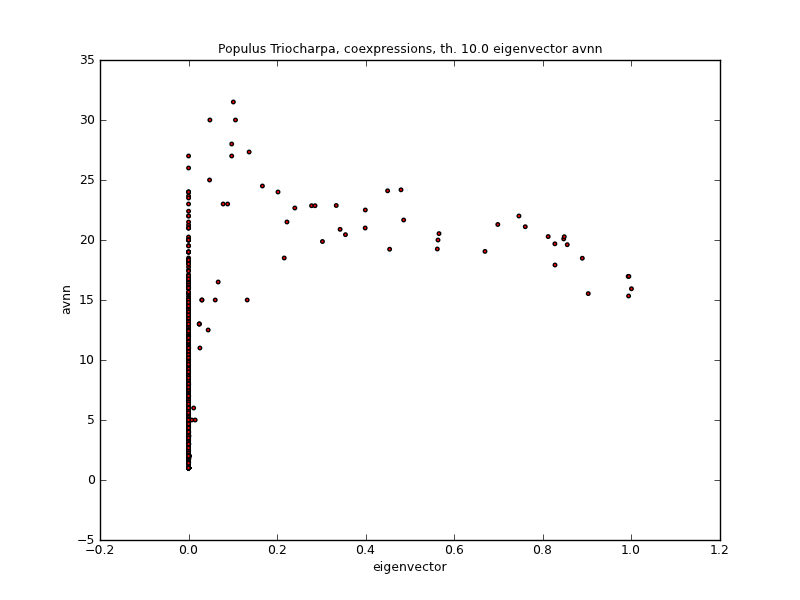 Populus Triocharpa, coexpressions, th. 10.0 eigenvector avnn
35
30
25
20
15
10
5
0
−5
avnn
−0.2 0.0 0.2 0.4 0.6 0.8 1.0 1.2
eigenvector